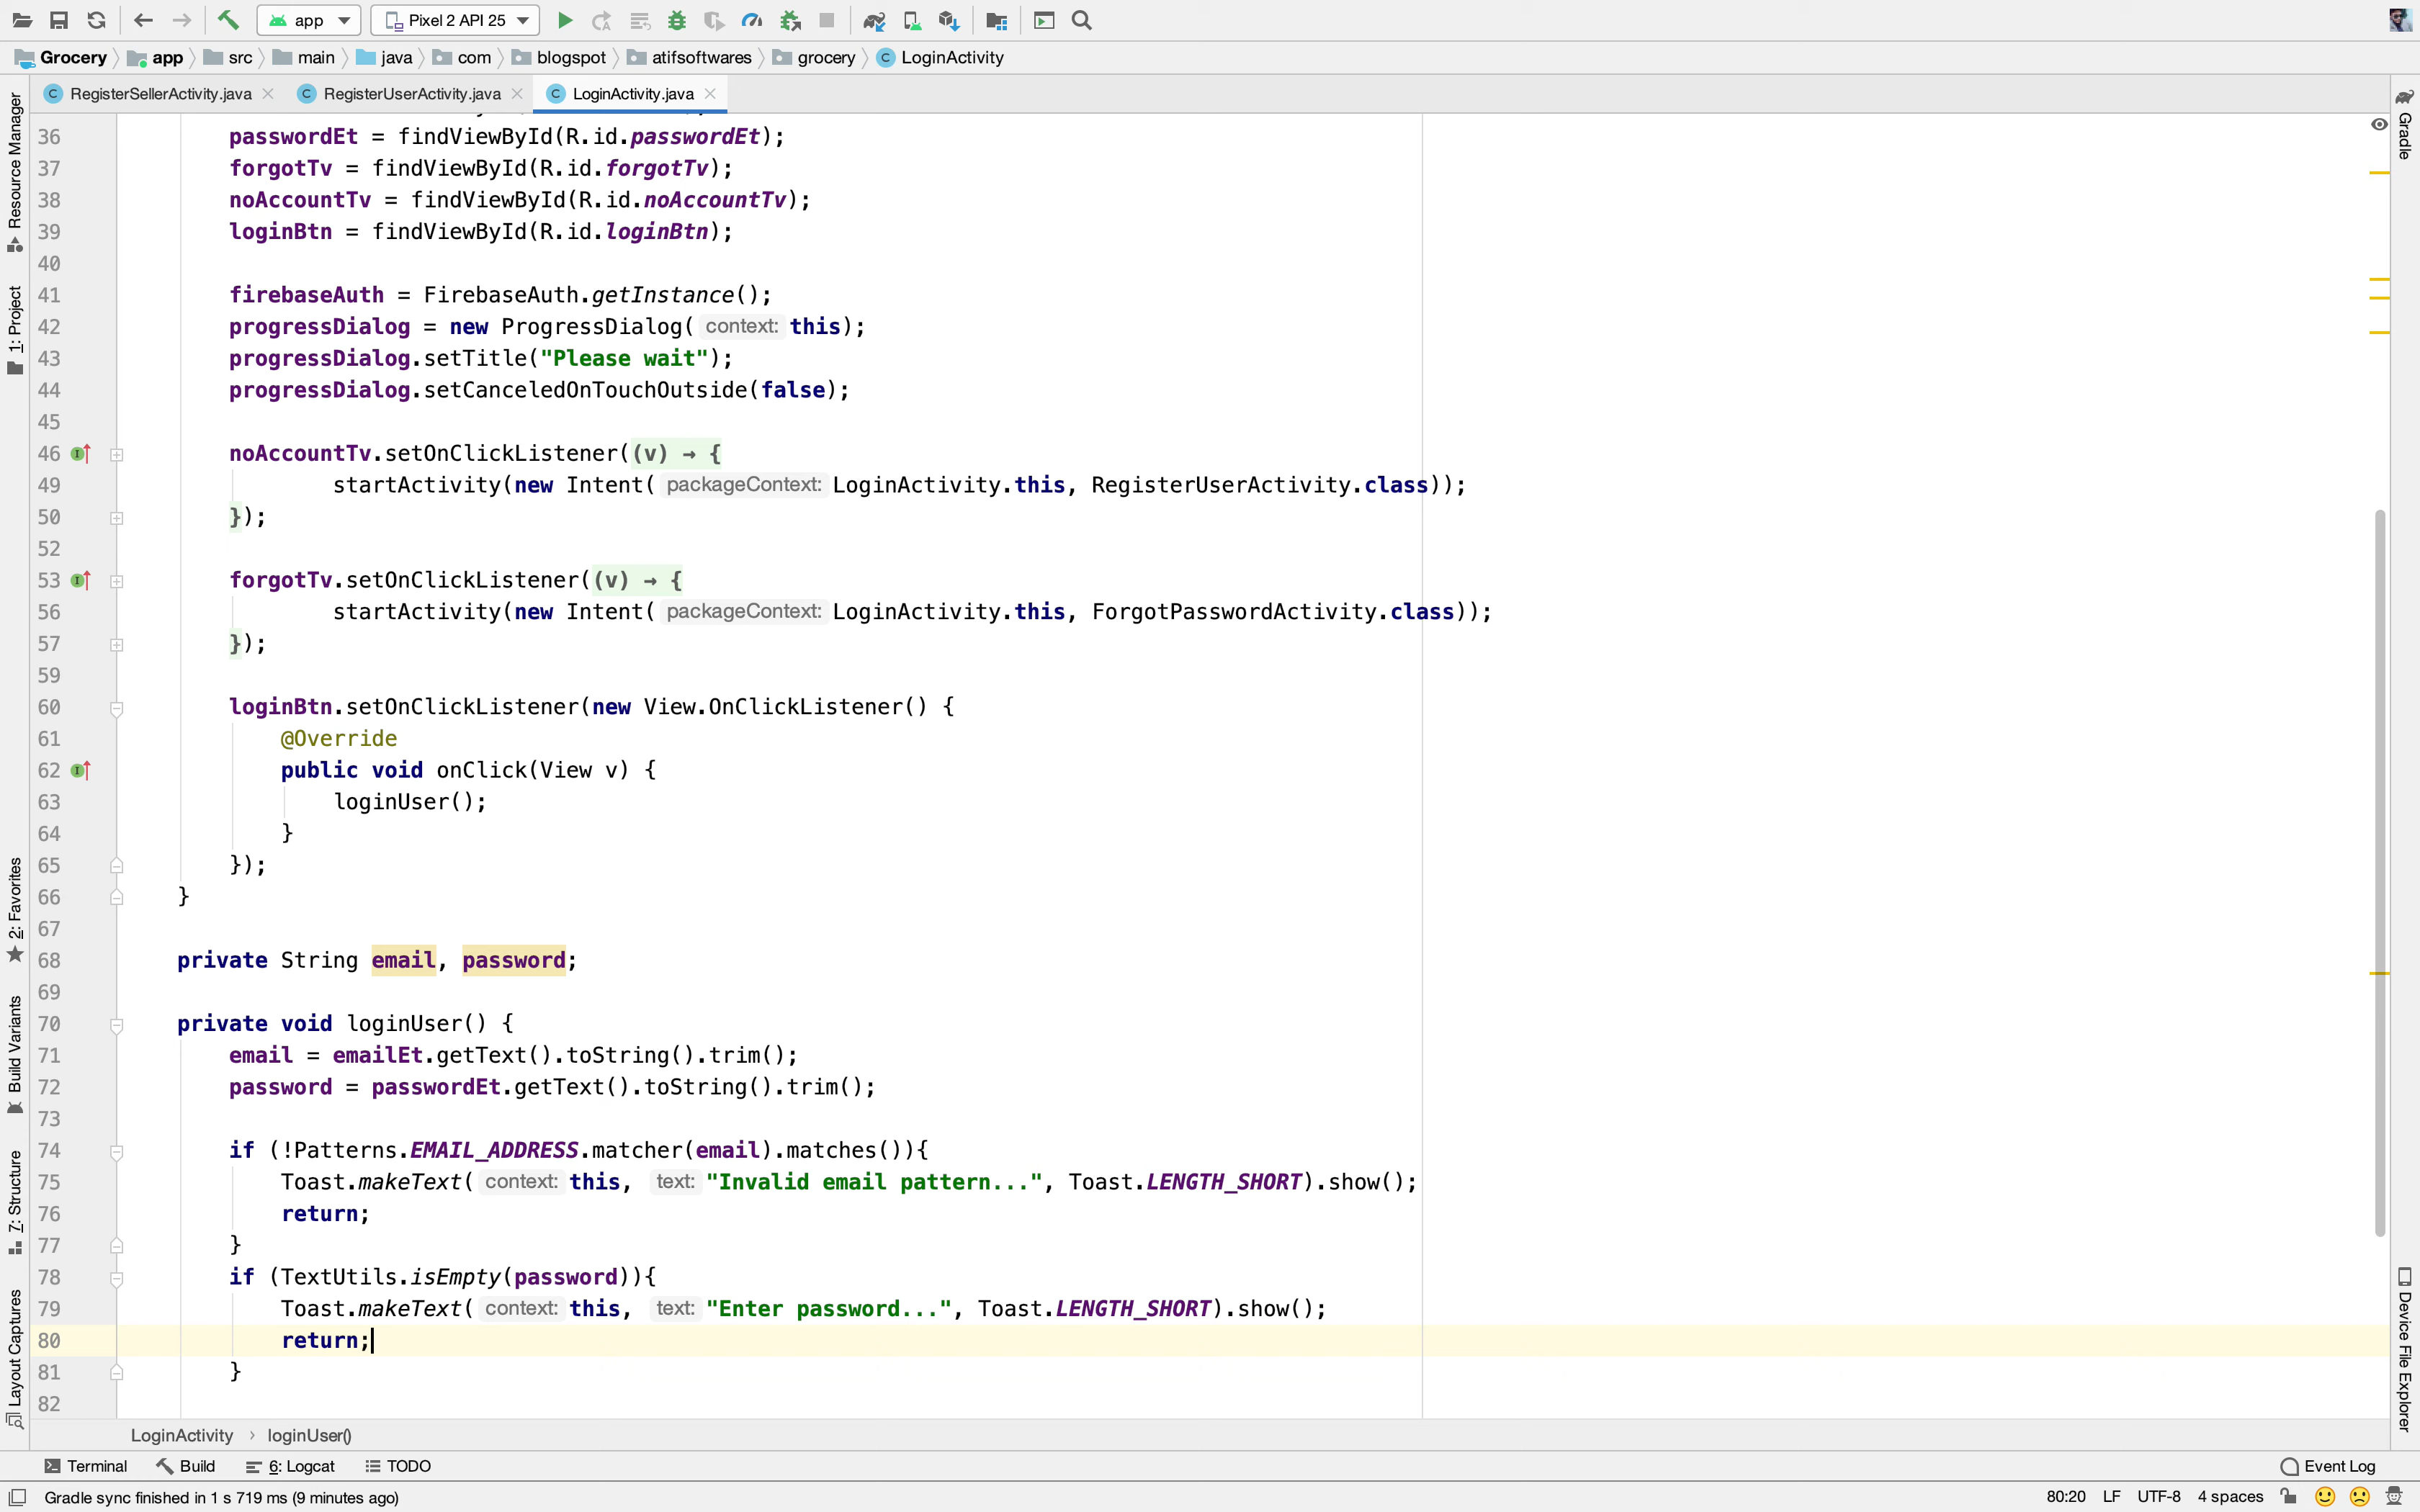 app
Pixel 2 API 25
Grocery
app
src
main
java
com
blogspot
atifsoftwares
grocery
C LoginActivity
C RegisterSellerActivity.java
C RegisterUserActivity.java
C LoginActivity.java
Resource Manager
1: Project
2: Favorites
Build Variants
7: Structure
Layout Captures
36 passwordEt = findViewById(R.id.passwordEt);
37 forgotTv = findViewById(R.id.forgotTv);
38 noAccountTv = findViewById(R.id.noAccountTv);
39 loginBtn = findViewById(R.id.loginBtn);
40
41 firebaseAuth = FirebaseAuth.getInstance();
42 progressDialog = new ProgressDialog( context: this);
43 progressDialog.setTitle("Please wait");
44 progressDialog.setCanceledOnTouchOutside(false);
45
46 noAccountTv.setOnClickListener((v) → {
49 startActivity(new Intent( packageContext: LoginActivity.this, RegisterUserActivity.class));
50 });
52
53 forgotTv.setOnClickListener((v) → {
56 startActivity(new Intent( packageContext: LoginActivity.this, ForgotPasswordActivity.class));
57 });
59
60 loginBtn.setOnClickListener(new View.OnClickListener() {
61 @Override
62 public void onClick(View v) {
63 loginUser();
64 }
65 });
66 }
67
68 private String email, password;
69
70 private void loginUser() {
71 email = emailEt.getText().toString().trim();
72 password = passwordEt.getText().toString().trim();
73
74 if (!Patterns.EMAIL_ADDRESS.matcher(email).matches()){
75 Toast.makeText( context: this, text: "Invalid email pattern...", Toast.LENGTH_SHORT).show();
76 return;
77 }
78 if (TextUtils.isEmpty(password)){
79 Toast.makeText( context: this, text: "Enter password...", Toast.LENGTH_SHORT).show();
80 return;
81 }
82
Gradle
Device File Explorer
LoginActivity › loginUser()
Terminal
Build
6: Logcat
TODO
Event Log
Gradle sync finished in 1 s 719 ms (9 minutes ago)
80:20
LF
UTF-8
4 spaces